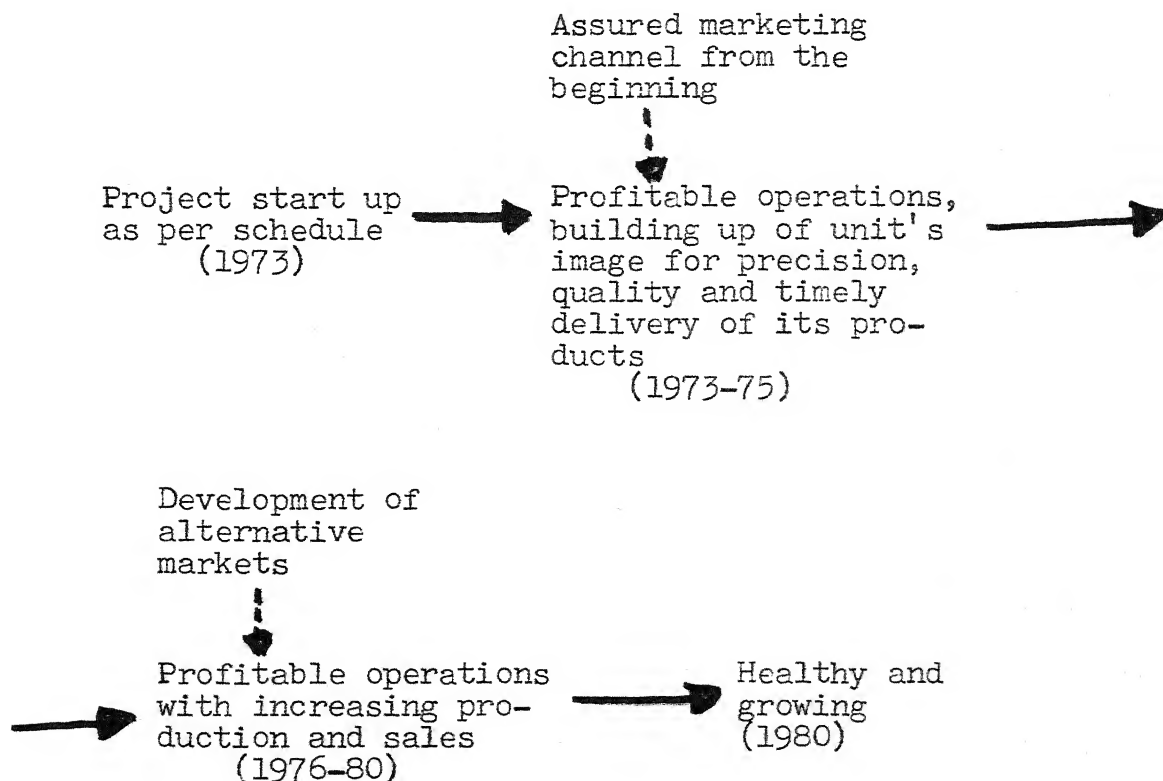 Assured marketing
channel from the
beginning
Project start up
as per schedule
(1973)
Profitable operations,
building up of unit's
image for precision,
quality and timely
delivery of its pro-
ducts
(1973-75)
Development of
alternative
markets
Profitable operations
with increasing pro-
duction and sales
(1976-80)
Healthy and
growing
(1980)